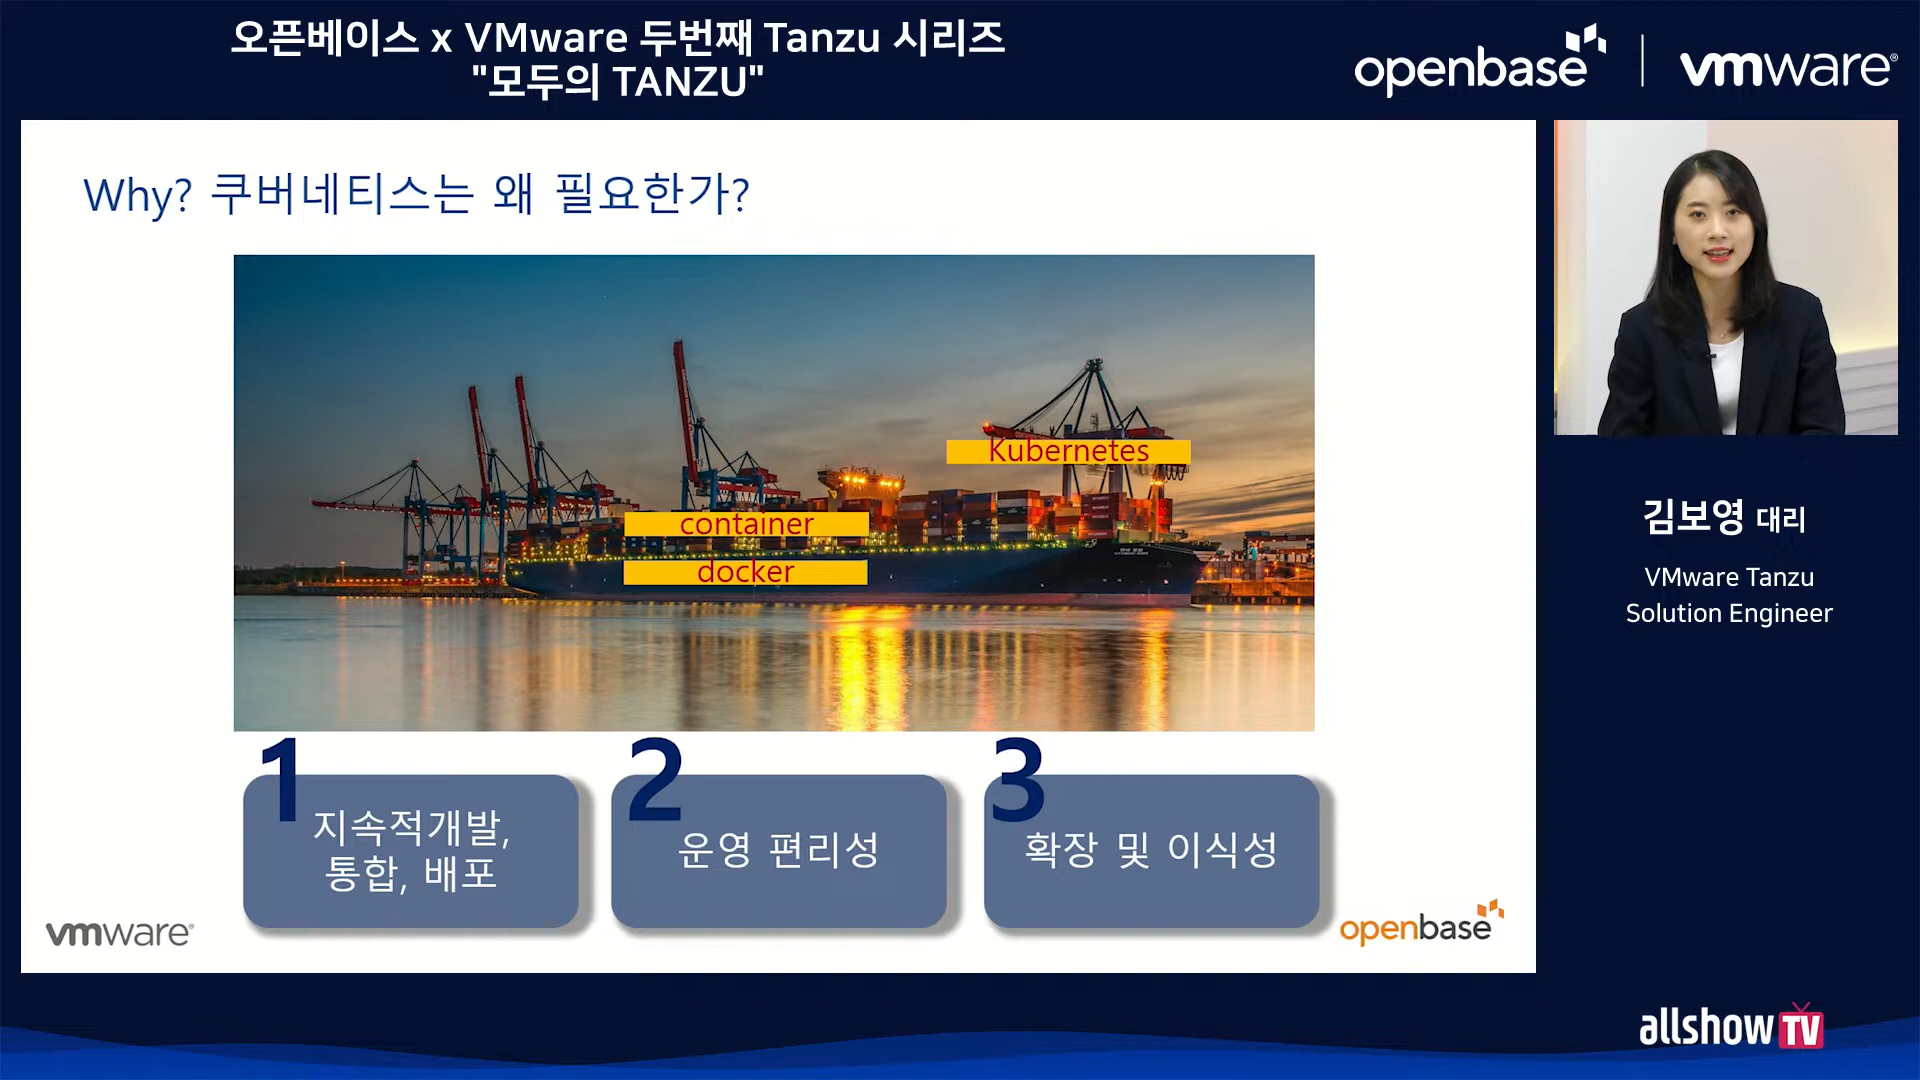 오픈베이스 x VMware 두번째 Tanzu 시리즈
"모두의 TANZU"
openbase
vmware®
Why? 쿠버네티스는 왜 필요한가?
Kubernetes
container
docker
1
지속적개발,
통합, 배포
2
운영 편리성
3
확장 및 이식성
vmware®
openbase
김보영 대리
VMware Tanzu
Solution Engineer
allshow TV